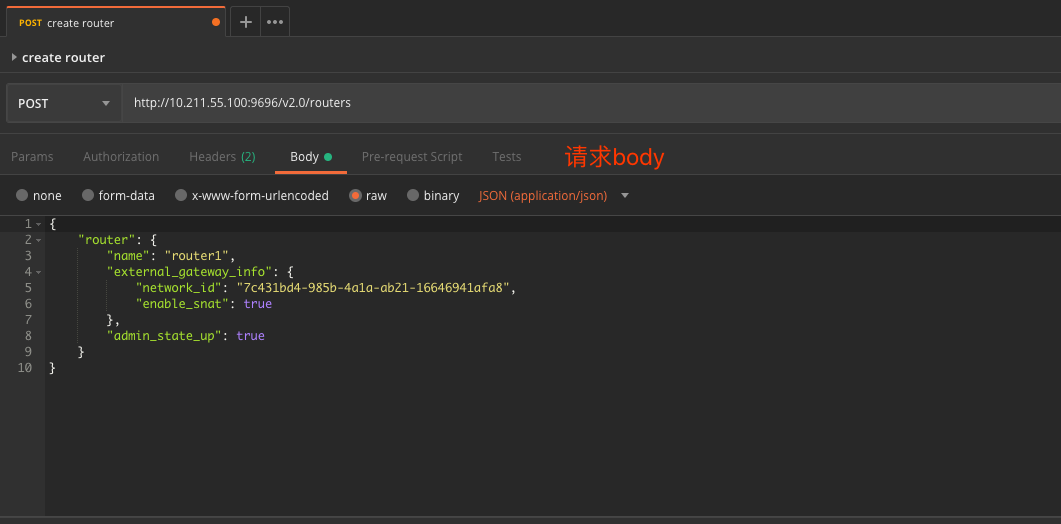 POST create router
create router
POST http://10.211.55.100:9696/v2.0/routers
Params Authorization Headers (2) Body Pre-request Script Tests 请求body
none form-data x-www-form-urlencoded raw binary JSON (application/json)
1 {
2 "router": {
3 "name": "router1",
4 "external_gateway_info": {
5 "network_id": "7c431bd4-985b-4a1a-ab21-16646941afa8",
6 "enable_snat": true
7 },
8 "admin_state_up": true
9 }
10 }